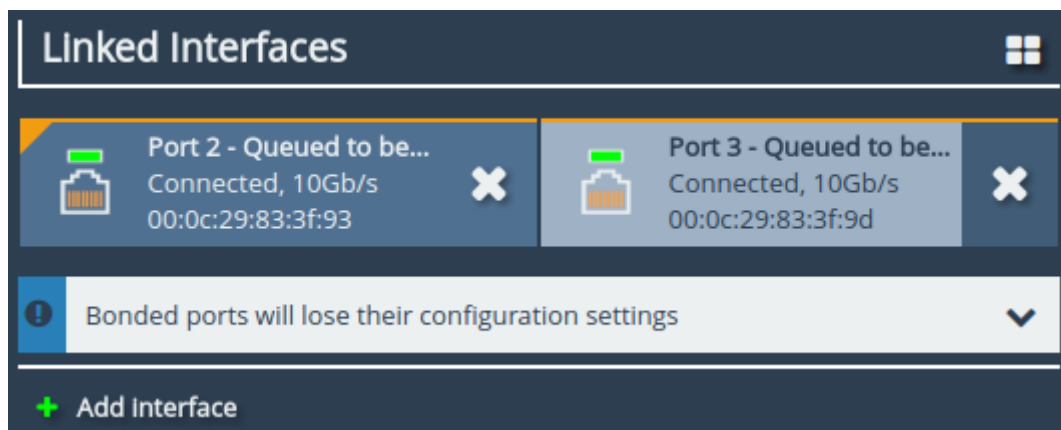 Linked Interfaces
Port 2 - Queued to be...
Connected, 10Gb/s
00:0c:29:83:3f:93
Port 3 - Queued to be...
Connected, 10Gb/s
00:0c:29:83:3f:9d
Bonded ports will lose their configuration settings
Add interface